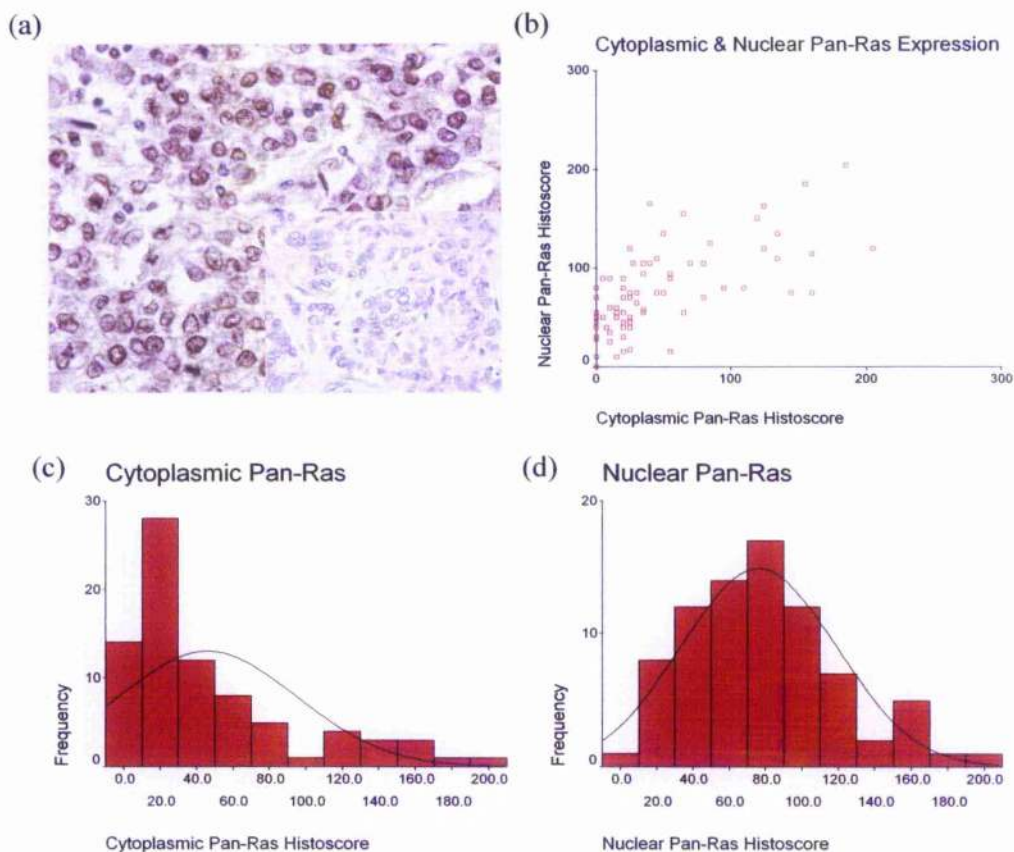 (a)
(b)
Cytoplasmic & Nuclear Pan-Ras Expression
300
200
100
0
Nuclear Pan-Ras Histoscore
0 100 200 300
Cytoplasmic Pan-Ras Histoscore
(c) Cytoplasmic Pan-Ras
30
20
10
0
Frequency
0.0 40.0 80.0 120.0 160.0 200.0
20.0 60.0 100.0 140.0 180.0
Cytoplasmic Pan-Ras Histoscore
(d) Nuclear Pan-Ras
20
10
0
Frequency
0.0 40.0 80.0 120.0 160.0 200.0
20.0 60.0 100.0 140.0 180.0
Nuclear Pan-Ras Histoscore